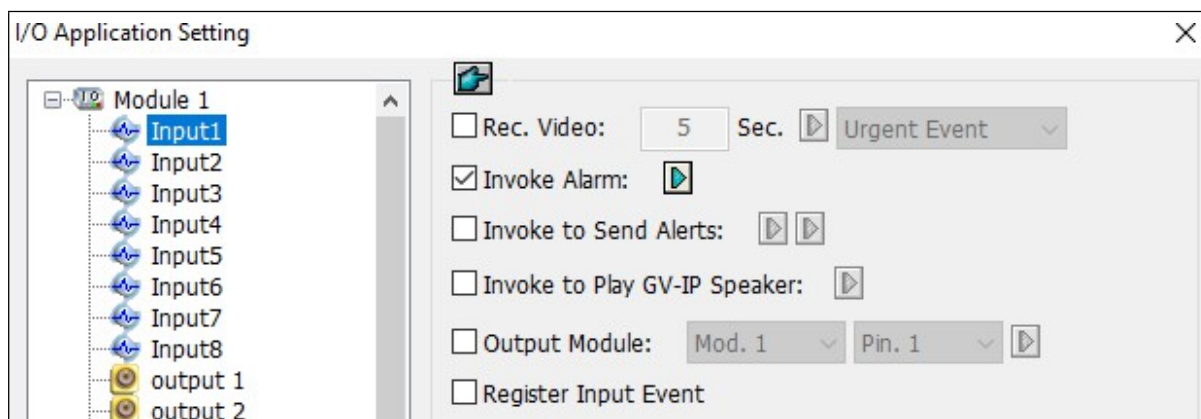 I/O Application Setting
Module 1
Input1
Input2
Input3
Input4
Input5
Input6
Input7
Input8
output 1
output 2
Rec. Video: 5 Sec. Urgent Event
Invoke Alarm:
Invoke to Send Alerts:
Invoke to Play GV-IP Speaker:
Output Module: Mod. 1 Pin. 1
Register Input Event